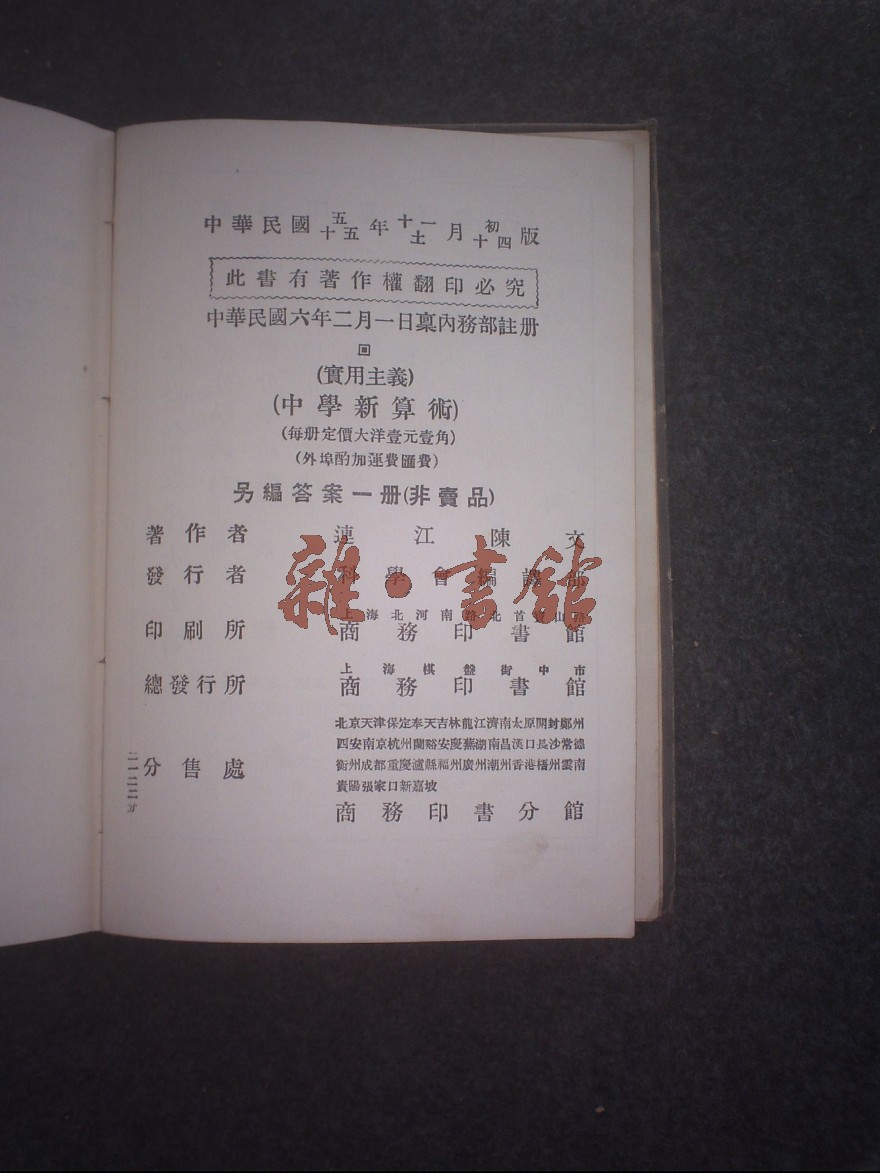 中華民國五年十一月初版
十五年十一月十四版
此書有著作權翻印必究
中華民國六年二月一日稟內務部註册
(實用主義)
(中學新算術)
(每册定價大洋壹元壹角)
(外埠酌加運費匯費)
另編答案一册(非賣品)
著作者 連江陳文
發行者 科學會編譯部
上海北河南路北首寶山路
印刷所 商務印書館
上海棋盤街中市
總發行所 商務印書館
分售處
北京天津保定奉天吉林龍江濟南太原開封鄭州
西安南京杭州蘭谿安慶蕪湖南昌漢口長沙常德
衡州成都重慶瀘縣福州廣州潮州香港梧州雲南
貴陽張家口新嘉坡
商務印書分館
雜·書館